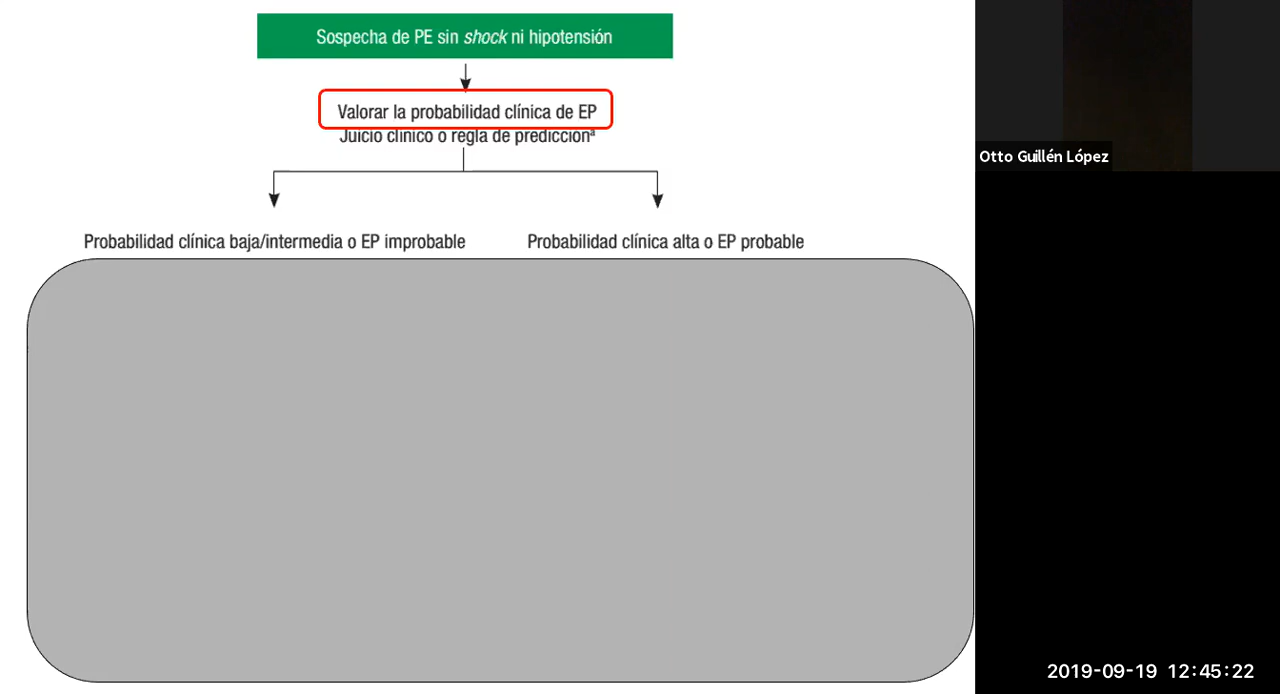 Sospecha de PE sin shock ni hipotensión
Valorar la probabilidad clínica de EP
Juicio clínico o regla de predicciónª
Probabilidad clínica baja/intermedia o EP improbable
Probabilidad clínica alta o EP probable
Otto Guillén López
2019-09-19 12:45:22